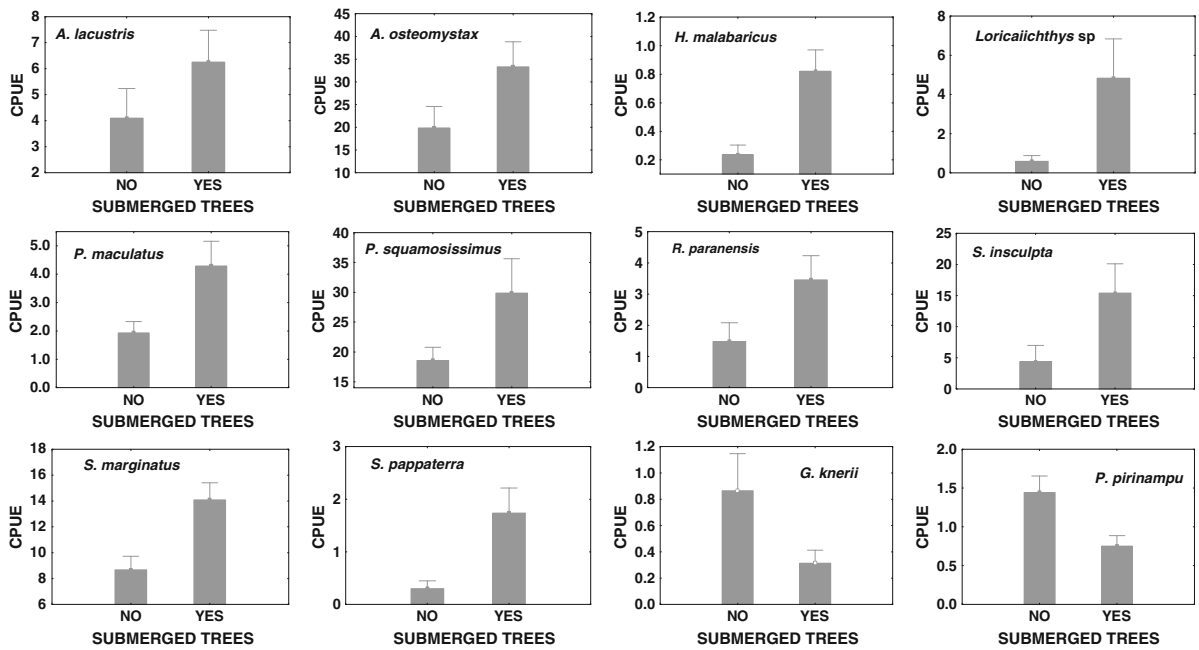 A. lacustris
CPUE
8
7
6
5
4
3
2
NO YES
SUBMERGED TREES
A. osteomystax
CPUE
45
40
35
30
25
20
15
10
NO YES
SUBMERGED TREES
H. malabaricus
CPUE
1.2
1.0
0.8
0.6
0.4
0.2
NO YES
SUBMERGED TREES
Loricaiichthys sp
CPUE
8
6
4
2
0
NO YES
SUBMERGED TREES
P. maculatus
CPUE
5.0
4.0
3.0
2.0
1.0
0.0
NO YES
SUBMERGED TREES
P. squamosissimus
CPUE
40
35
30
25
20
15
NO YES
SUBMERGED TREES
R. paranensis
CPUE
5
4
3
2
1
0
NO YES
SUBMERGED TREES
S. insculpta
CPUE
25
20
15
10
5
0
NO YES
SUBMERGED TREES
S. marginatus
CPUE
18
16
14
12
10
8
6
NO YES
SUBMERGED TREES
S. pappaterra
CPUE
3
2
1
0
NO YES
SUBMERGED TREES
G. knerii
CPUE
1.2
1.0
0.8
0.6
0.4
0.2
0.0
NO YES
SUBMERGED TREES
P. pirinampu
CPUE
2.0
1.5
1.0
1.5
0.0
NO YES
SUBMERGED TREES